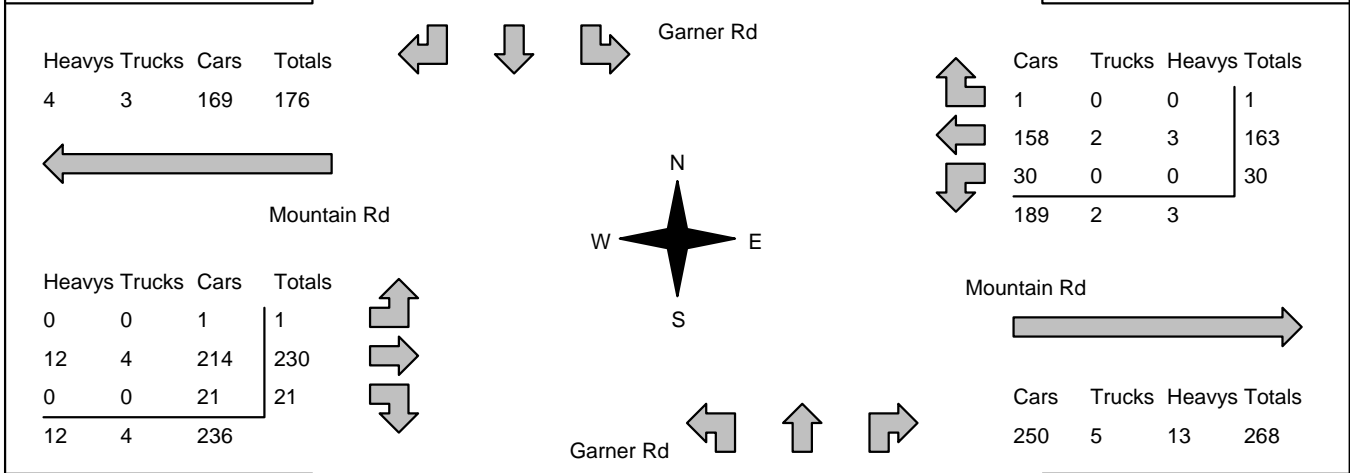 Garner Rd
Heavys Trucks Cars Totals
4 3 169 176
Mountain Rd
Heavys Trucks Cars Totals
0 0 1 1
12 4 214 230
0 0 21 21
12 4 236
N
W E
S
Cars Trucks Heavys Totals
1 0 0 1
158 2 3 163
30 0 0 30
189 2 3
Mountain Rd
Cars Trucks Heavys Totals
250 5 13 268
Garner Rd